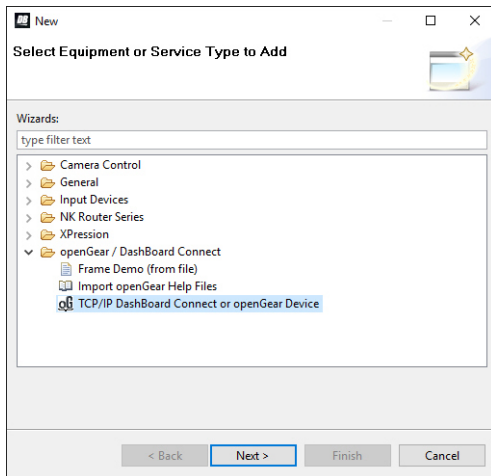 DB New
Select Equipment or Service Type to Add
Wizards:
type filter text
Camera Control
General
Input Devices
NK Router Series
XPression
openGear / DashBoard Connect
Frame Demo (from file)
Import openGear Help Files
oG TCP/IP DashBoard Connect or openGear Device
< Back Next > Finish Cancel